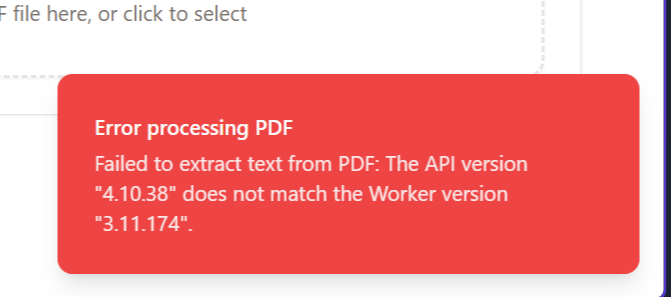 F file here, or click to select
Error processing PDF
Failed to extract text from PDF: The API version
"4.10.38" does not match the Worker version
"3.11.174".